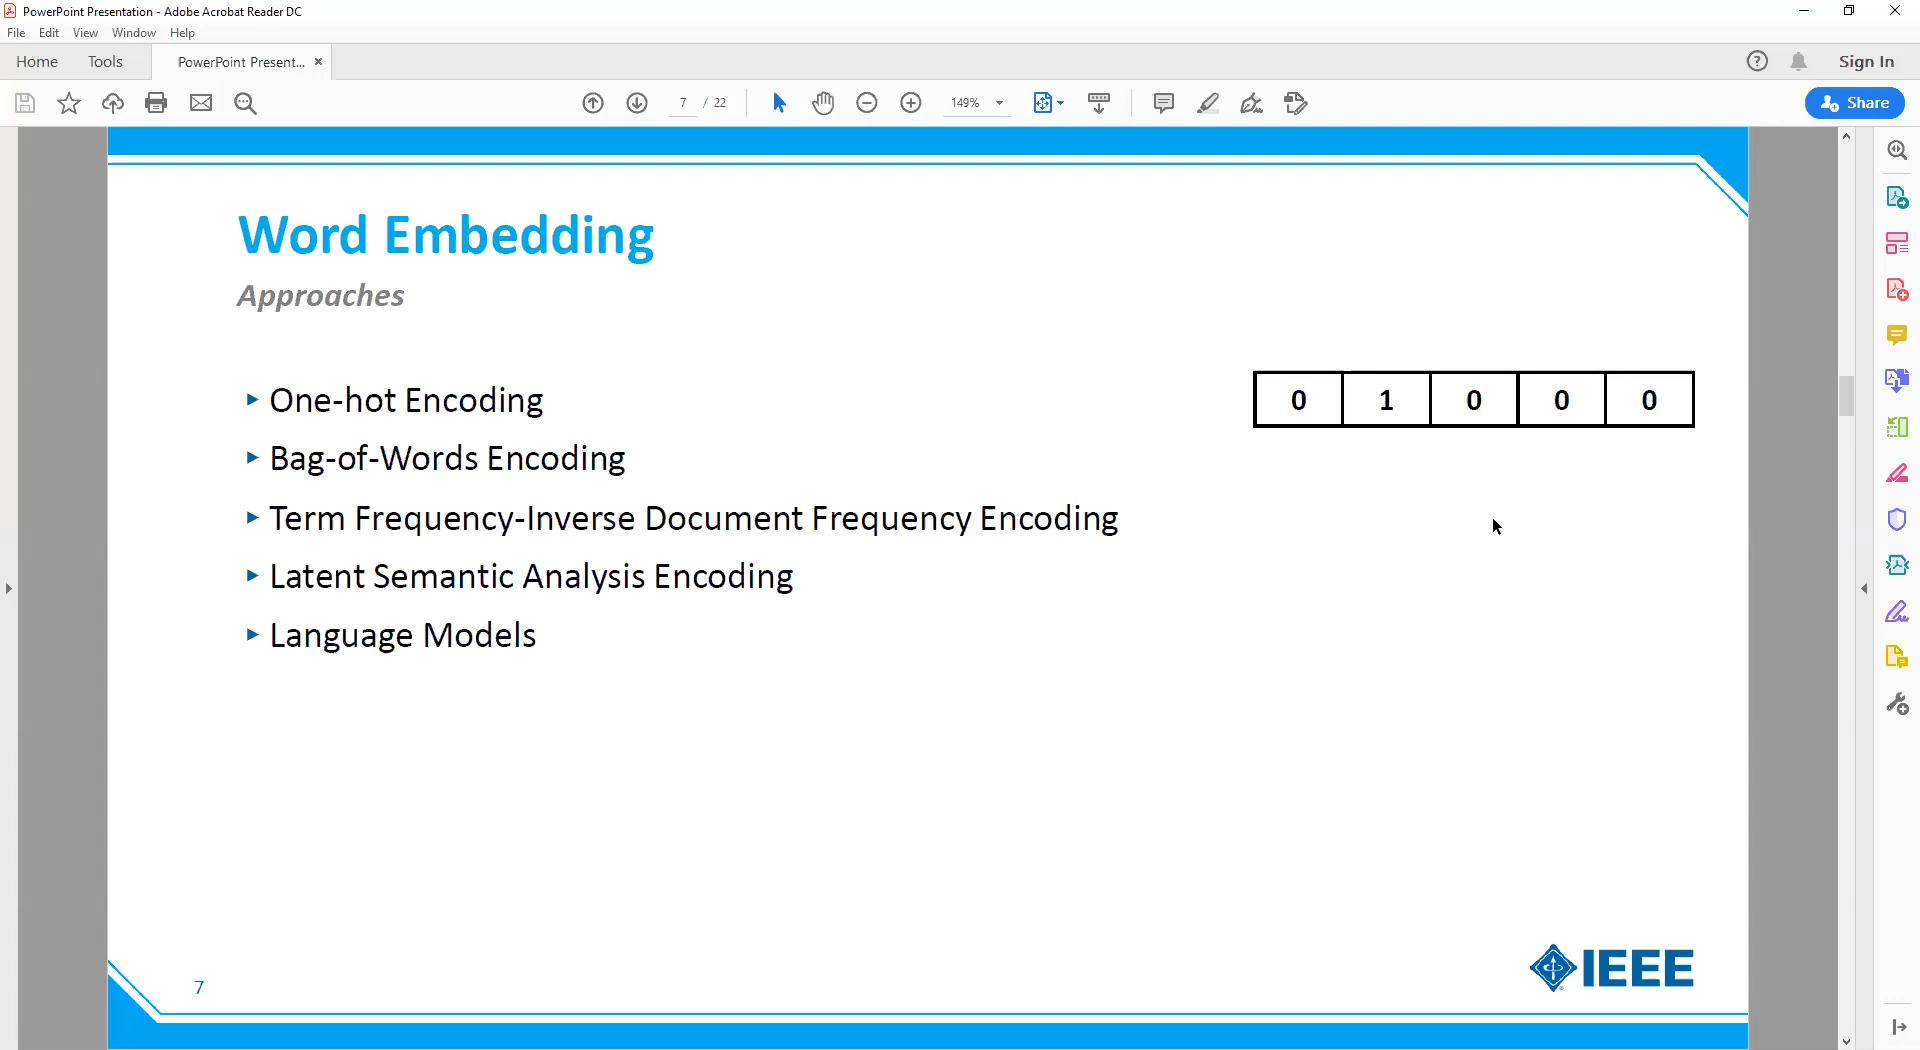 PowerPoint Presentation - Adobe Acrobat Reader DC
File Edit View Window Help
Home Tools PowerPoint Present... × Sign In
7 / 22 149% Share
Word Embedding
Approaches
One-hot Encoding
0 1 0 0 0
Bag-of-Words Encoding
Term Frequency-Inverse Document Frequency Encoding
Latent Semantic Analysis Encoding
Language Models
IEEE
7